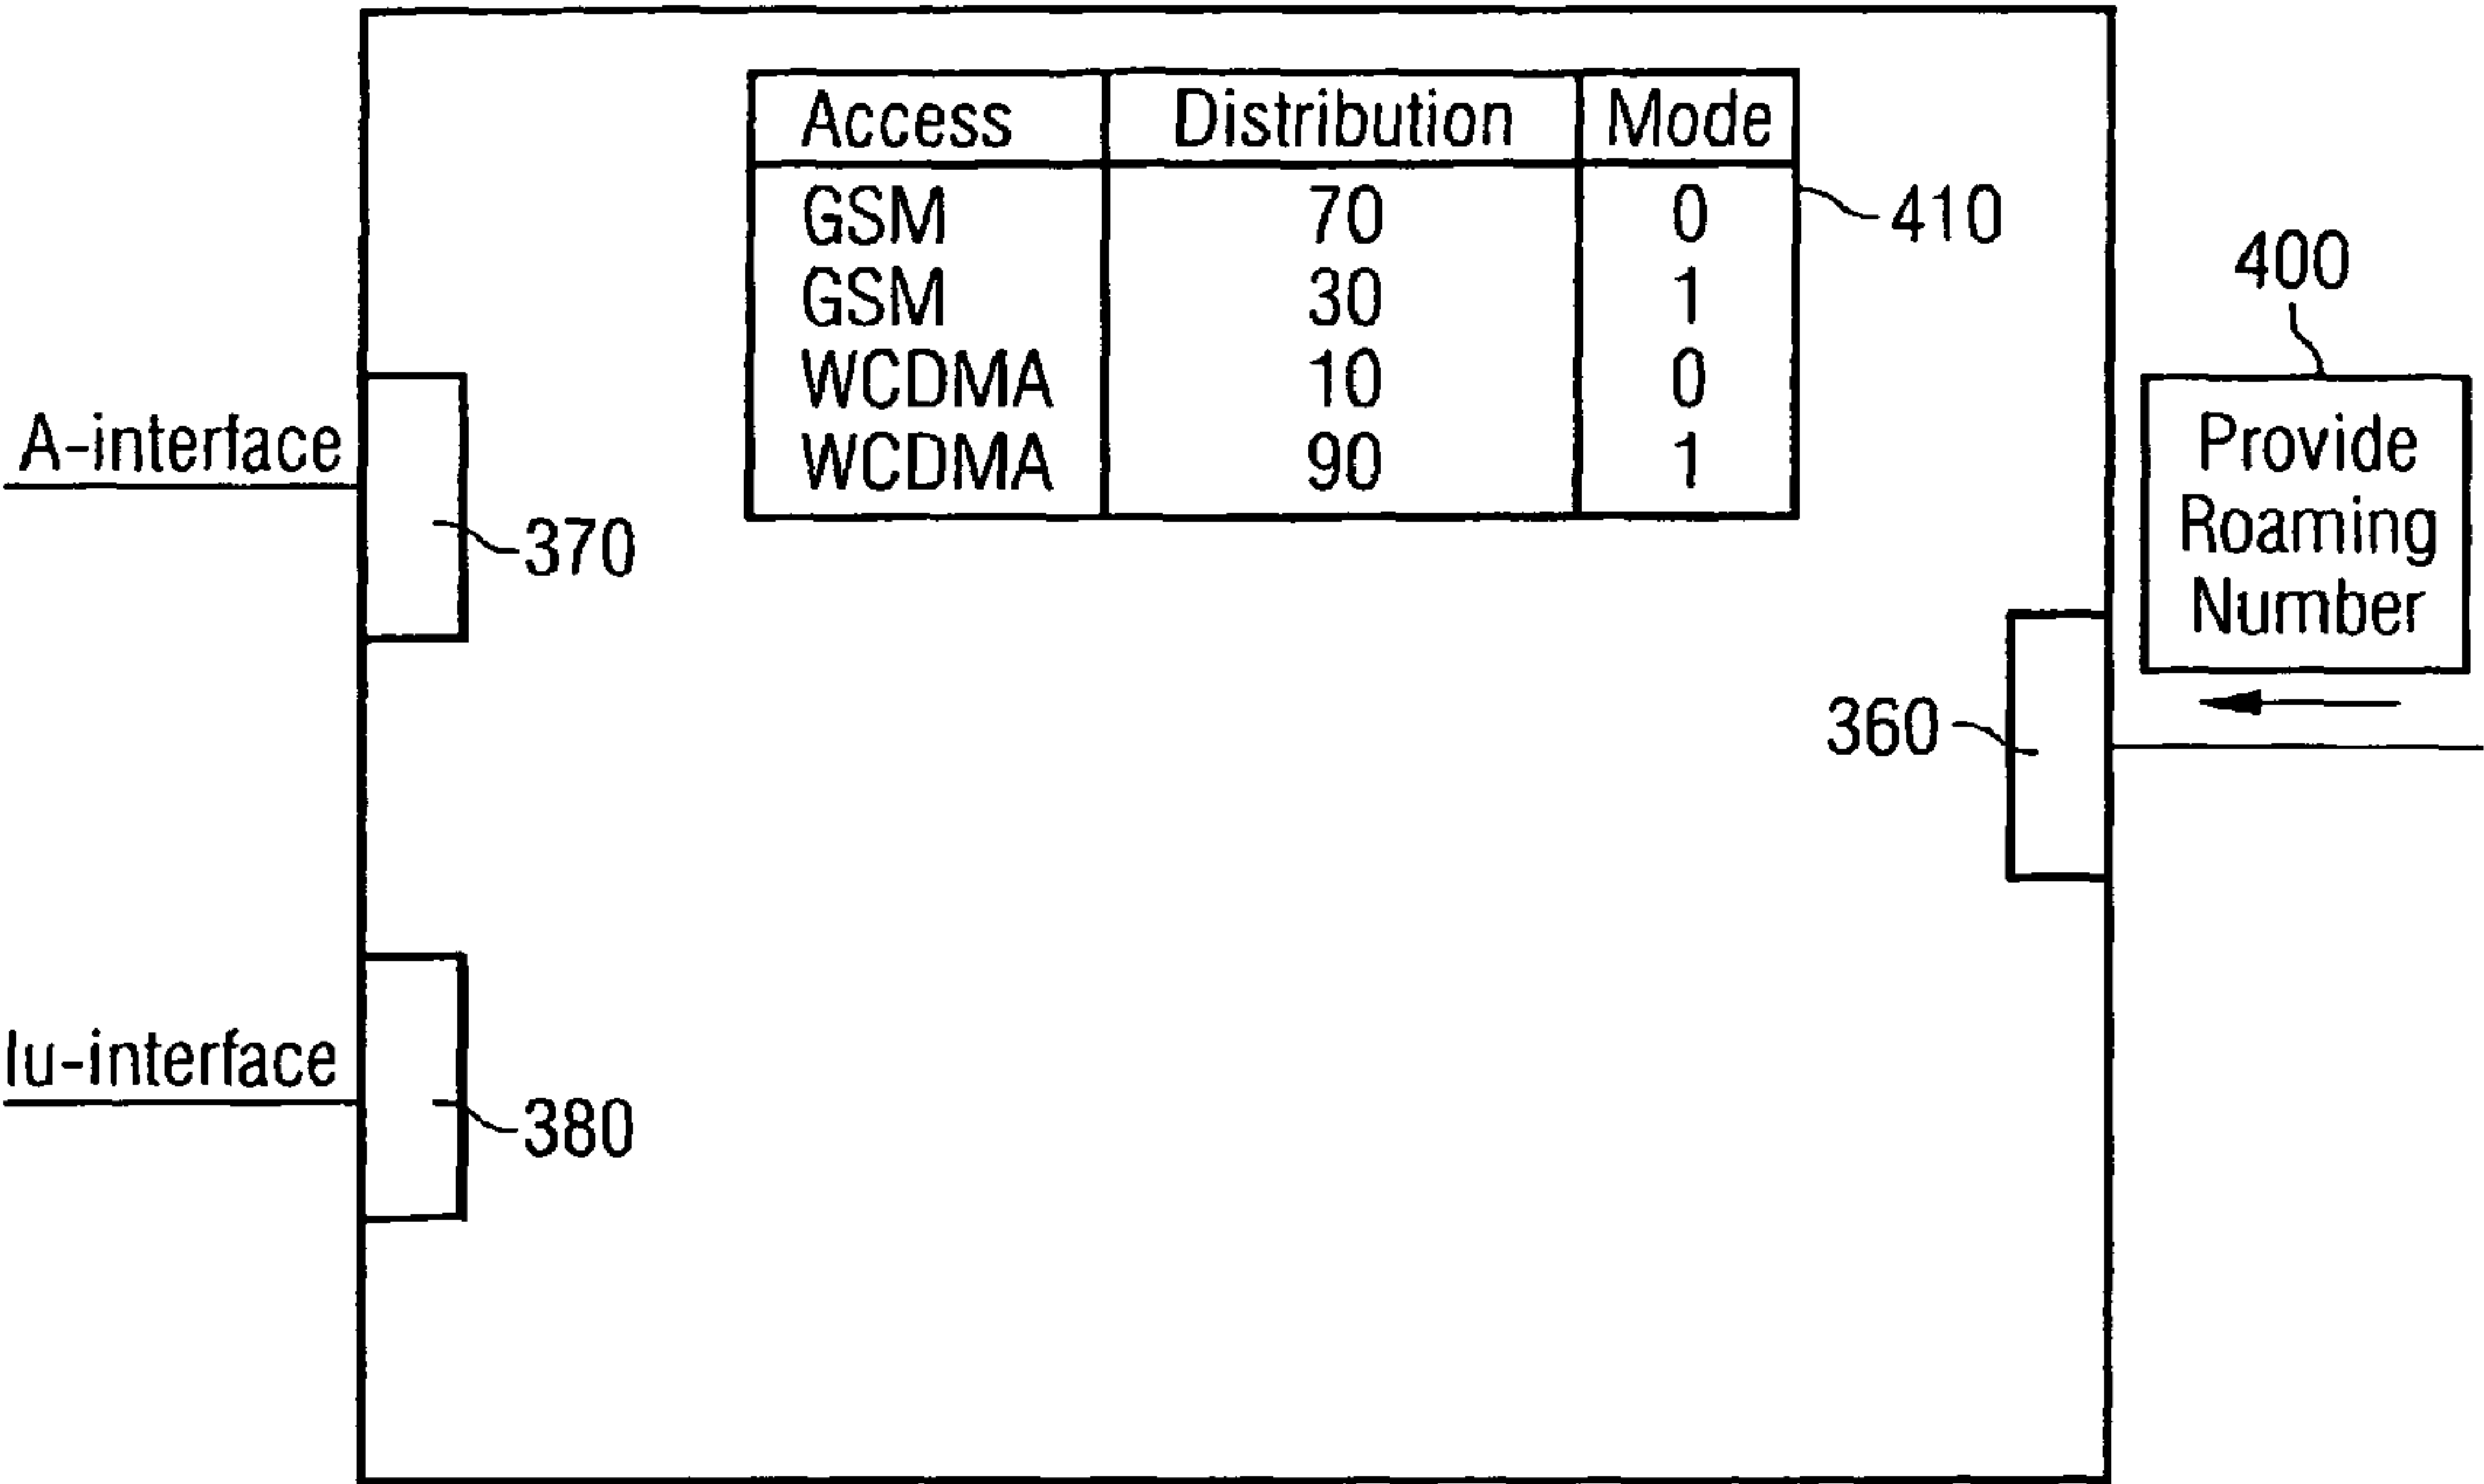 Access Distribution Mode
GSM 70 0
GSM 30 1
WCDMA 10 0
WCDMA 90 1
410
400
Provide
Roaming
Number
A-interface
370
360
Iu-interface
380